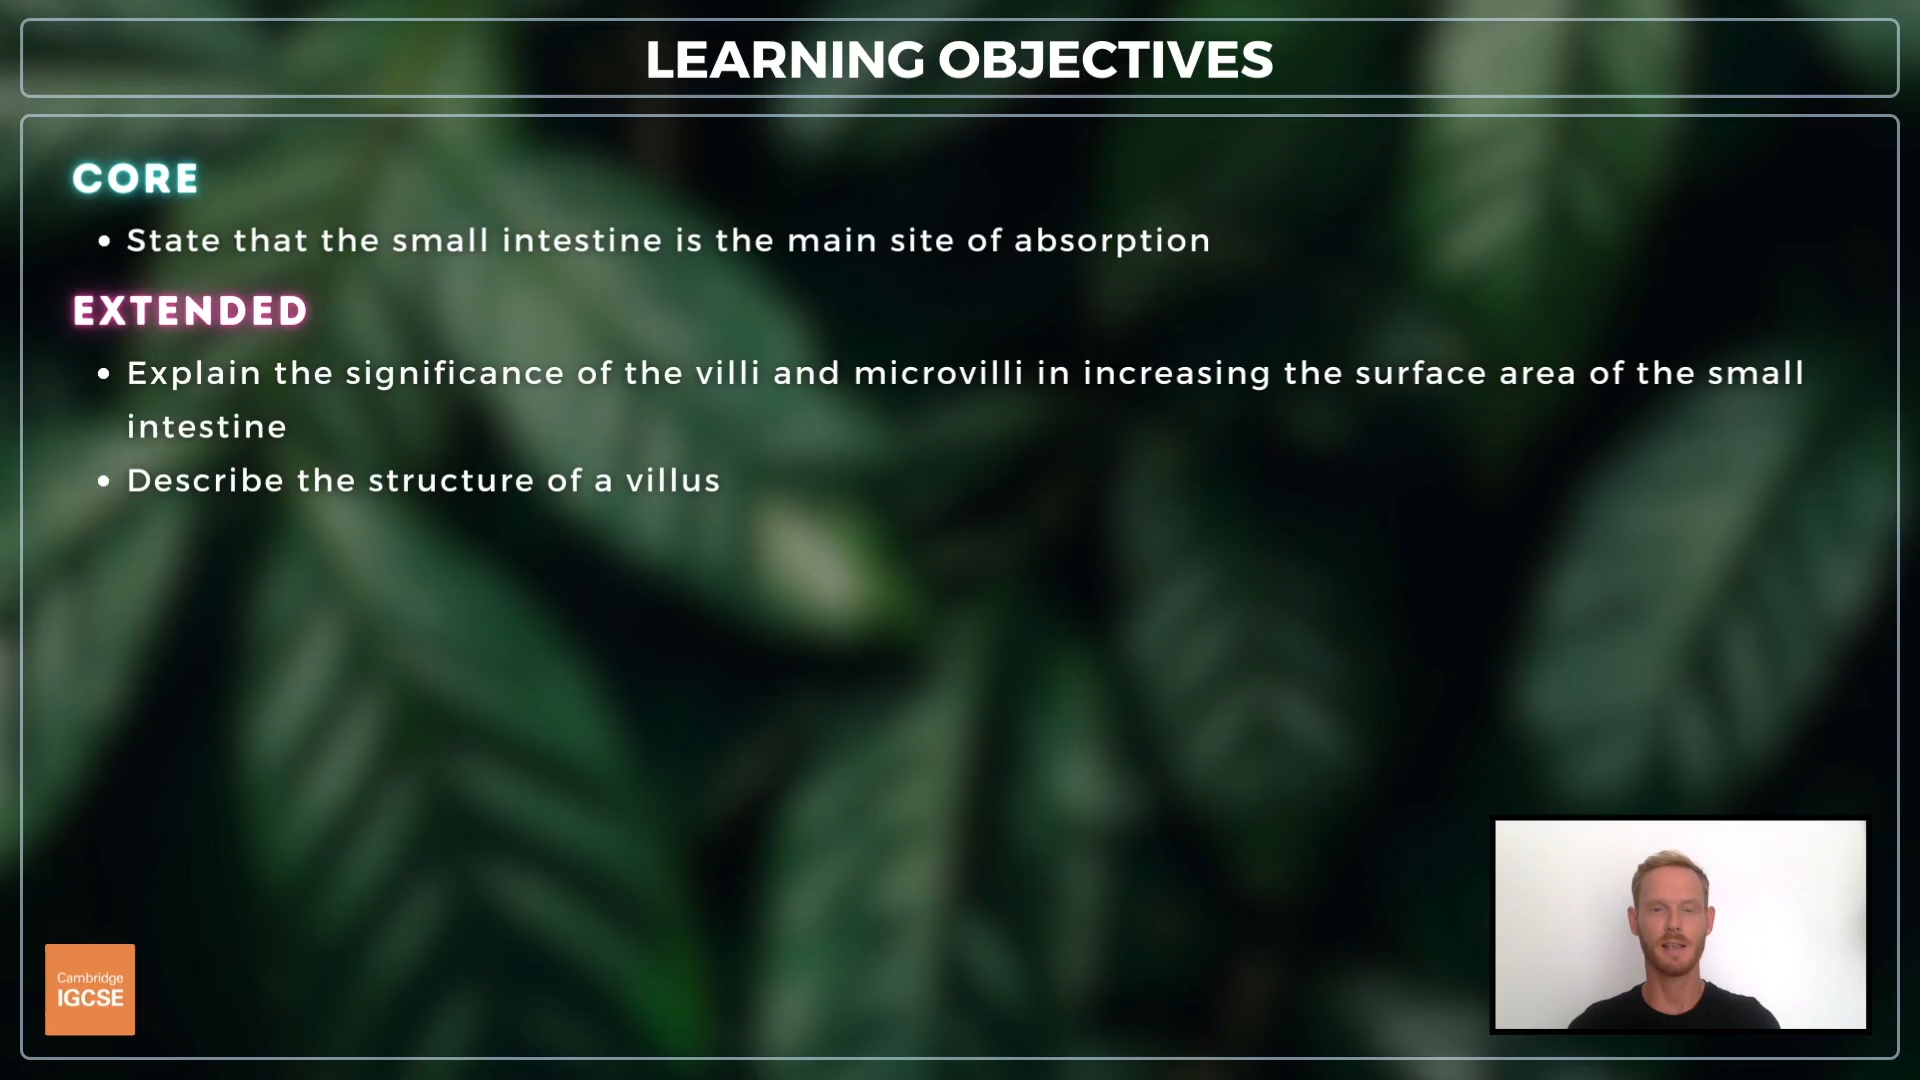 LEARNING OBJECTIVES
CORE
• State that the small intestine is the main site of absorption
EXTENDED
• Explain the significance of the villi and microvilli in increasing the surface area of the small
intestine
• Describe the structure of a villus
Cambridge
IGCSE